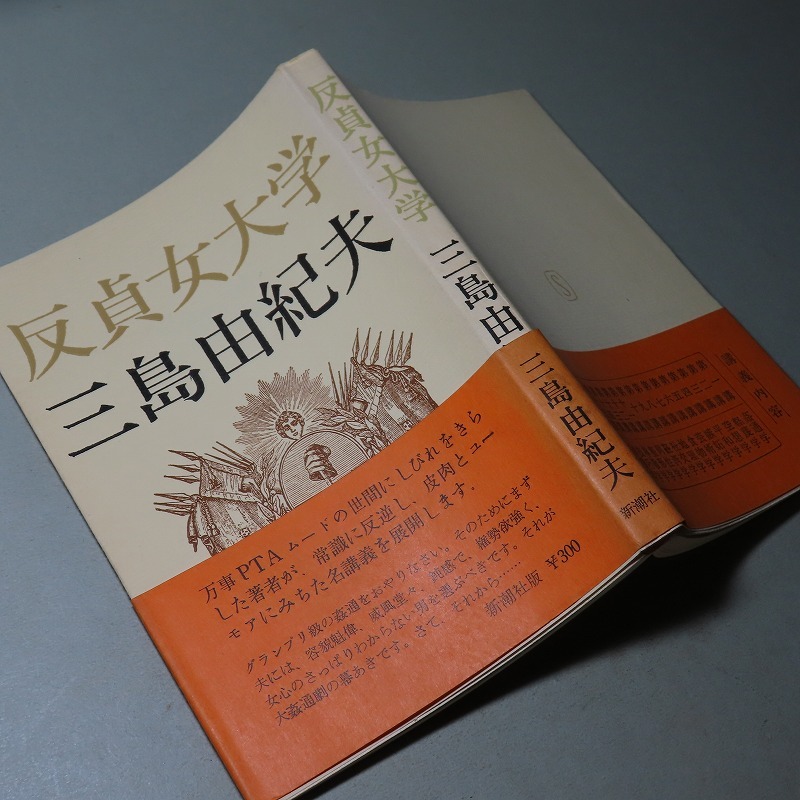 反貞女大学
三島由紀夫
万事PTAムードの世間にしびれをきら
した著者が、常識に反逆し、皮肉とユー
モアにみちた名講義を展開します。
グランプリ級の姦通をおやりなさい。そのためにまず
夫には、容貌魁偉、威風堂々、鈍感で、権勢欲強く、
女心のさっぱりわからない男を選ぶべきです。それが
大姦通劇の幕あきです。さて、それから……
新潮社版 ¥300
反貞女大学
三島由
三島由紀夫
新潮社
講義内容